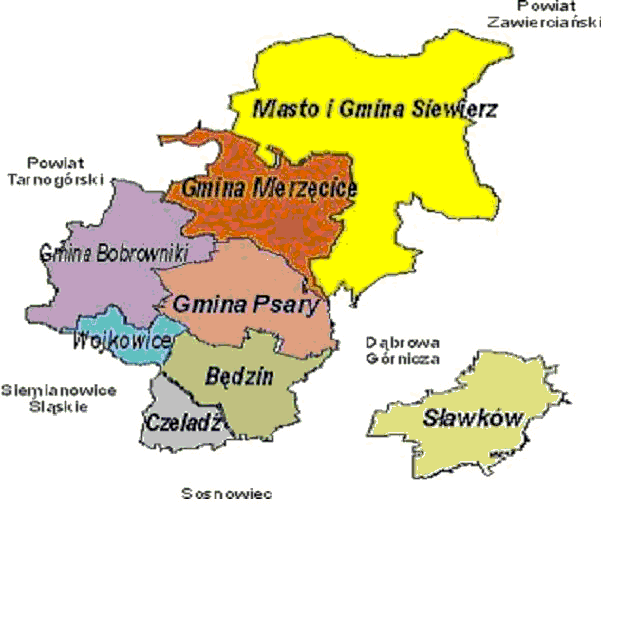 Powiat
Zawierciański
Miasto i Gmina Siewierz
Powiat
Tarnogórski
Gmina Mierzęcice
Gmina Bobrowniki
Gmina Psary
Wojkowice
Dąbrowa
Górnicza
Będzin
Siemianowice
Śląskie
Czeladź
Sławków
Sosnowiec